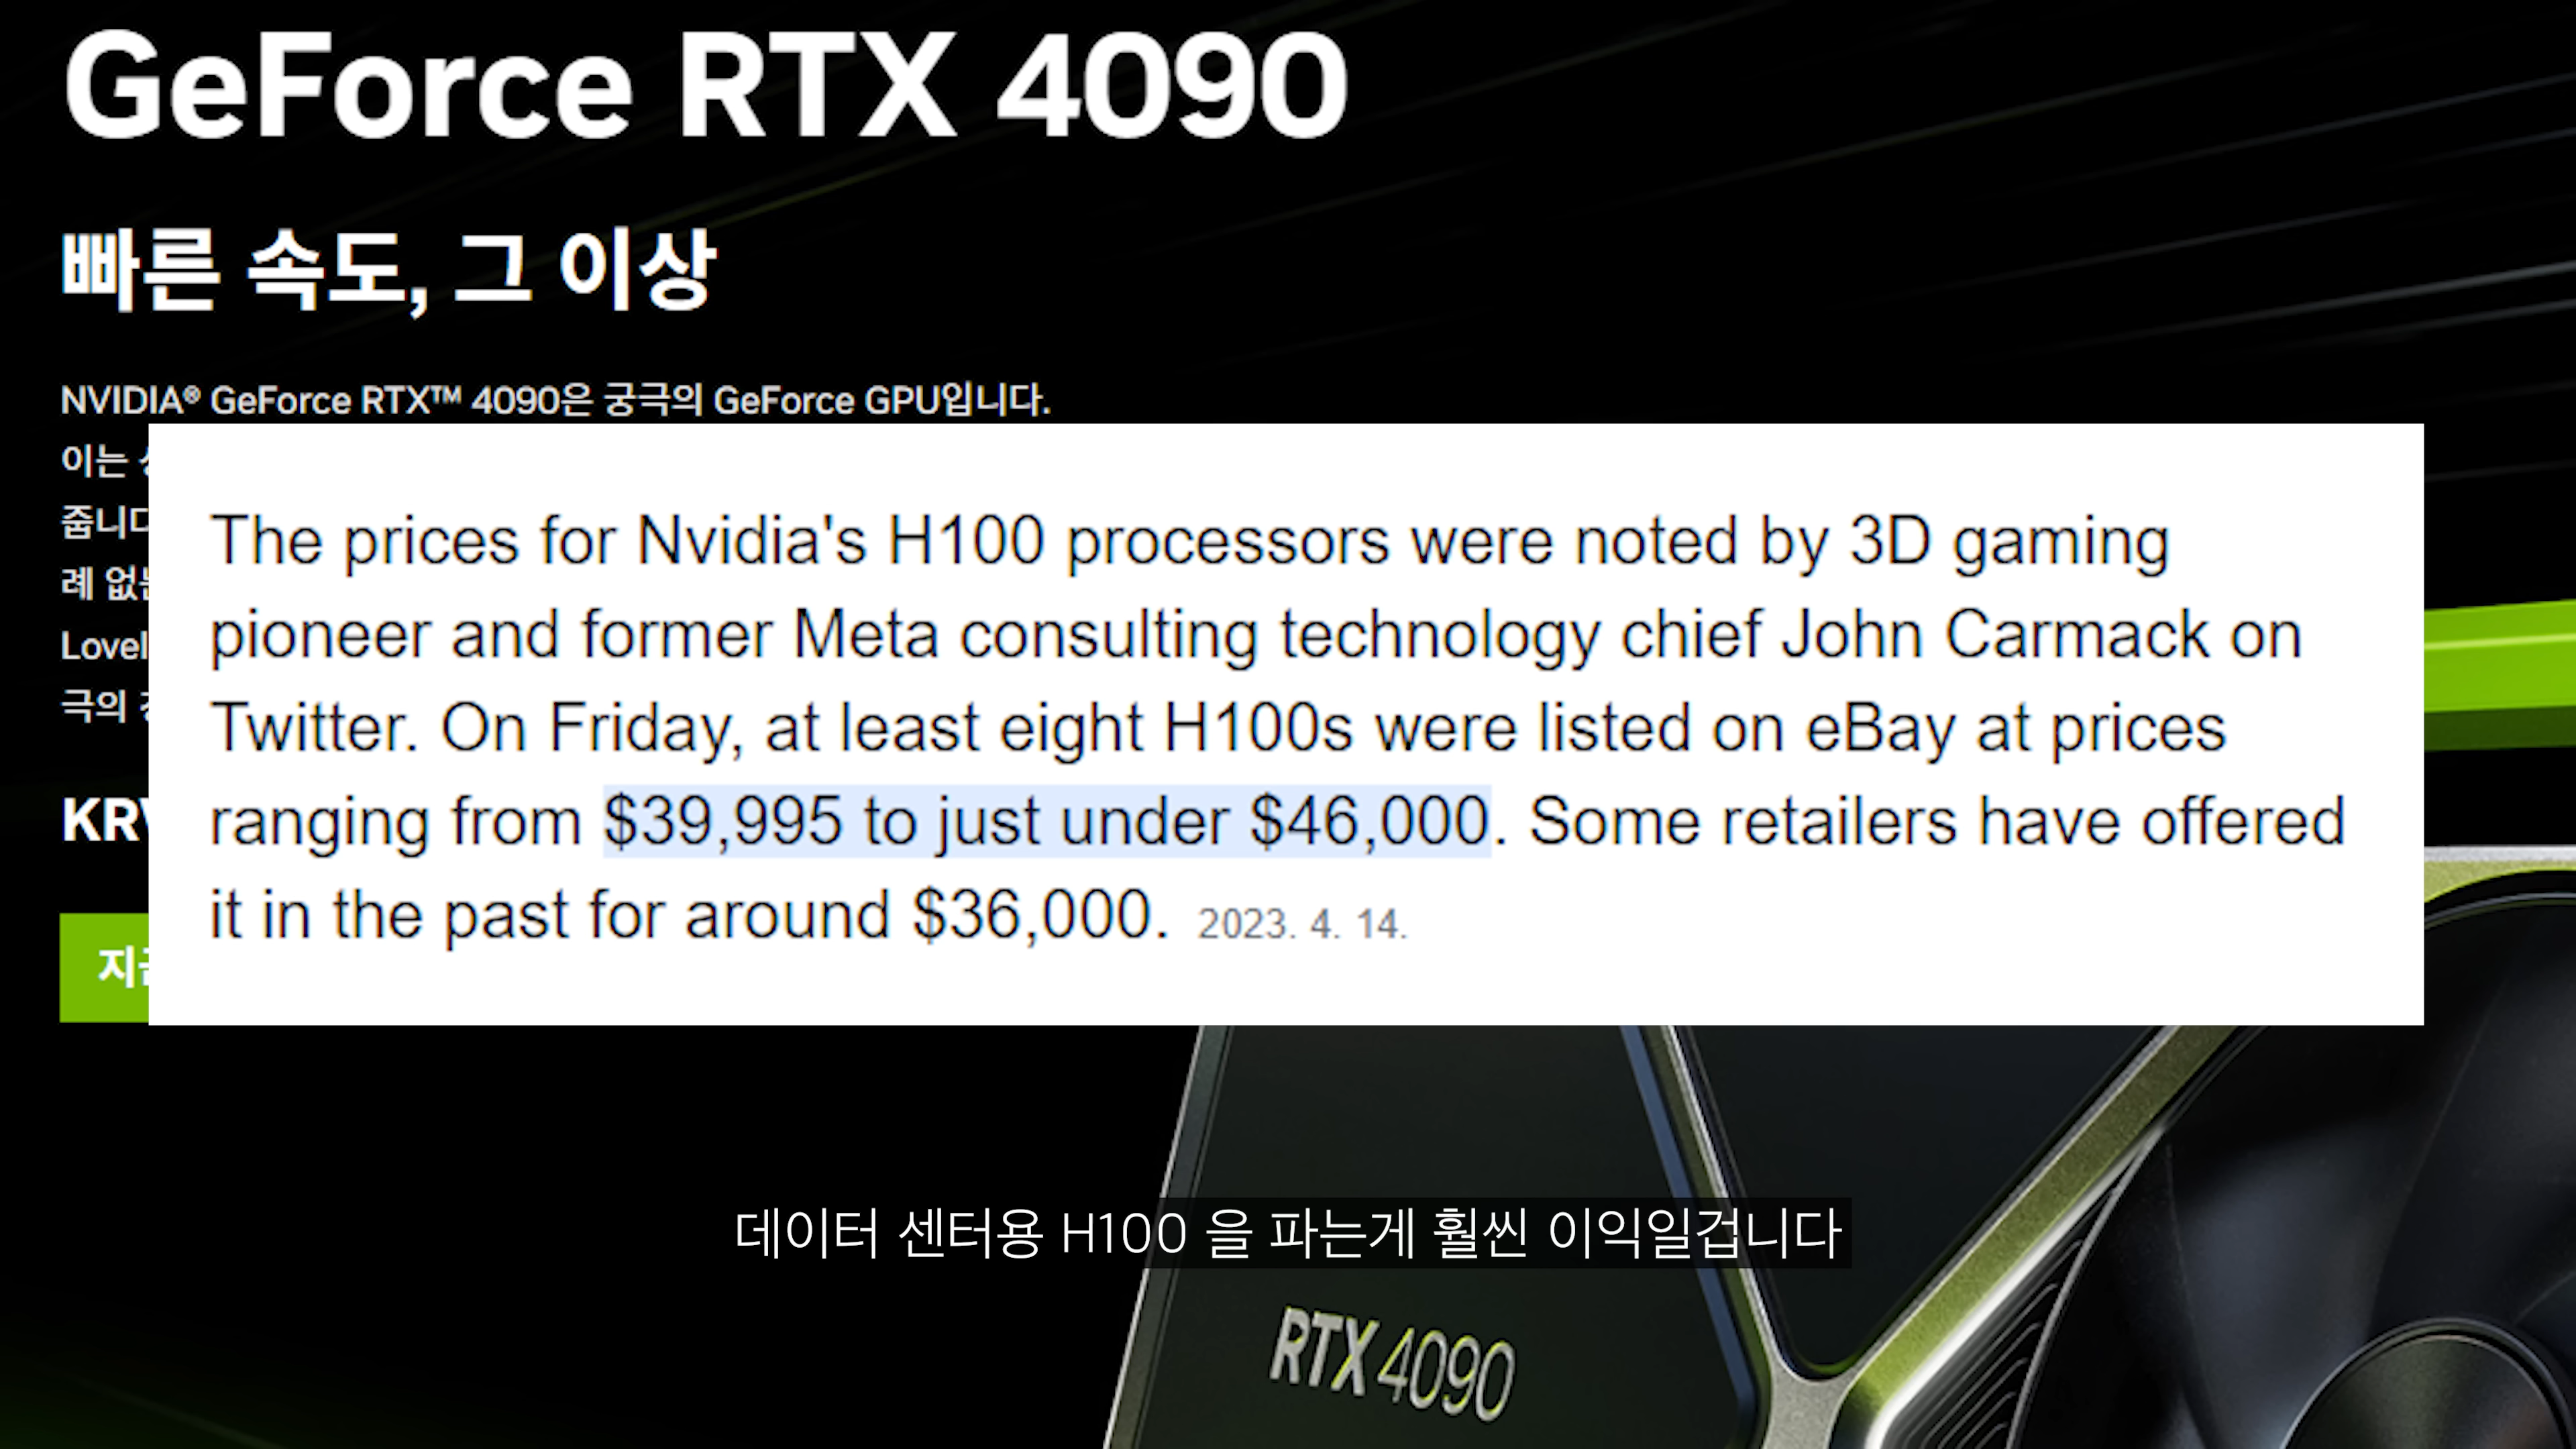 GeForce RTX 4090
빠른 속도, 그 이상
NVIDIA® GeForce RTX™ 4090은 궁극의 GeForce GPU입니다.
이는
줍니다
례
The prices for Nvidia's H100 processors were noted by 3D gaming
pioneer and former Meta consulting technology chief John Carmack on
Twitter. On Friday, at least eight H100s were listed on eBay at prices
ranging from $39,995 to just under $46,000. Some retailers have offered
it in the past for around $36,000. 2023. 4. 14.
극의
데이터 센터용 H100 을 파는게 훨씬 이익일겁니다
RTX 4090